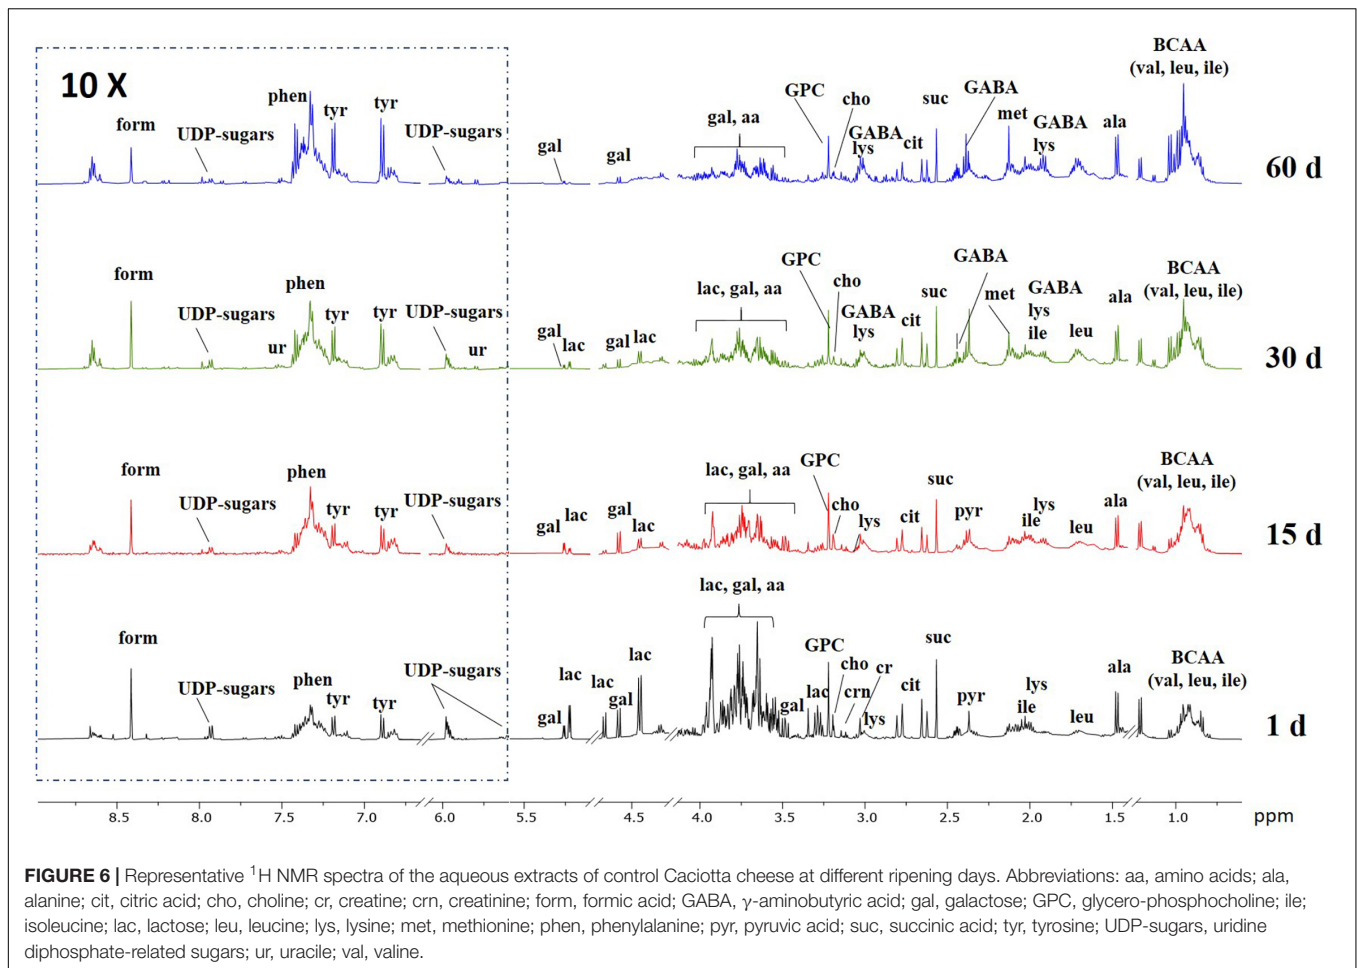 10 X
form
UDP-sugars
phen
tyr
tyr
UDP-sugars
gal
gal
gal, aa
GPC
cho
GABA
lys
cit
suc
GABA
met
GABA
lys
ala
BCAA
(val, leu, ile)
60 d
form
UDP-sugars
ur
phen
tyr
tyr
UDP-sugars
ur
gal
lac
gal
lac
lac, gal, aa
GPC
cho
GABA
lys
cit
suc
GABA
met
GABA
lys
ile
leu
ala
BCAA
(val, leu, ile)
30 d
form
UDP-sugars
phen
tyr
tyr
UDP-sugars
gal
lac
gal
lac
lac, gal, aa
GPC
cho
lys
cit
suc
pyr
lys
ile
leu
ala
BCAA
(val, leu, ile)
15 d
form
UDP-sugars
phen
tyr
tyr
UDP-sugars
gal
lac
lac
gal
lac
lac, gal, aa
gal
lac
GPC
cho
crn
cr
lys
cit
suc
pyr
lys
ile
leu
ala
BCAA
(val, leu, ile)
1 d
8.5 8.0 7.5 7.0 6.0 5.5 4.5 4.0 3.5 3.0 2.5 2.0 1.5 1.0 ppm
FIGURE 6 | Representative ¹H NMR spectra of the aqueous extracts of control Caciotta cheese at different ripening days. Abbreviations: aa, amino acids; ala,
alanine; cit, citric acid; cho, choline; cr, creatine; crn, creatinine; form, formic acid; GABA, γ-aminobutyric acid; gal, galactose; GPC, glycero-phosphocholine; ile;
isoleucine; lac, lactose; leu, leucine; lys, lysine; met, methionine; phen, phenylalanine; pyr, pyruvic acid; suc, succinic acid; tyr, tyrosine; UDP-sugars, uridine
diphosphate-related sugars; ur, uracile; val, valine.